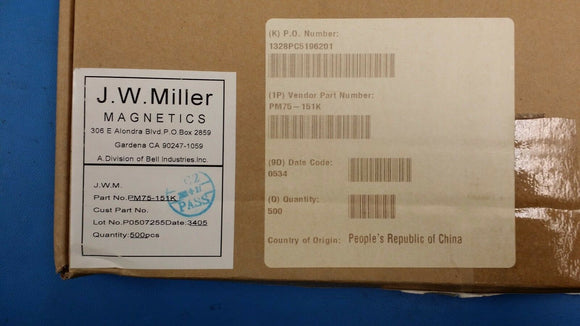 J.W.Miller
MAGNETICS
306 E Alondra Blvd.P.O.Box 2859
Gardena CA 90247-1059
A.Division of Bell Industries.Inc.
J.W.M.
Part No.PM75-151K
Cust Part No.
Lot No.P0507255Date:3405
Quantity:500pcs
C2
PASS
(K) P.O. Number:
1328PC5196201
(1P) Vendor Part Number:
PM75-151K
(9D) Date Code:
0534
(Q) Quantity:
500
Country of Origin: People's Republic of China